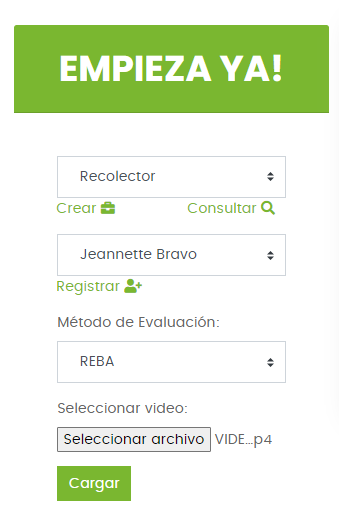 EMPIEZA YA!
Recolector
Crear Consultar
Jeannette Bravo
Registrar
Método de Evaluación:
REBA
Seleccionar video:
Seleccionar archivo VIDE...p4
Cargar